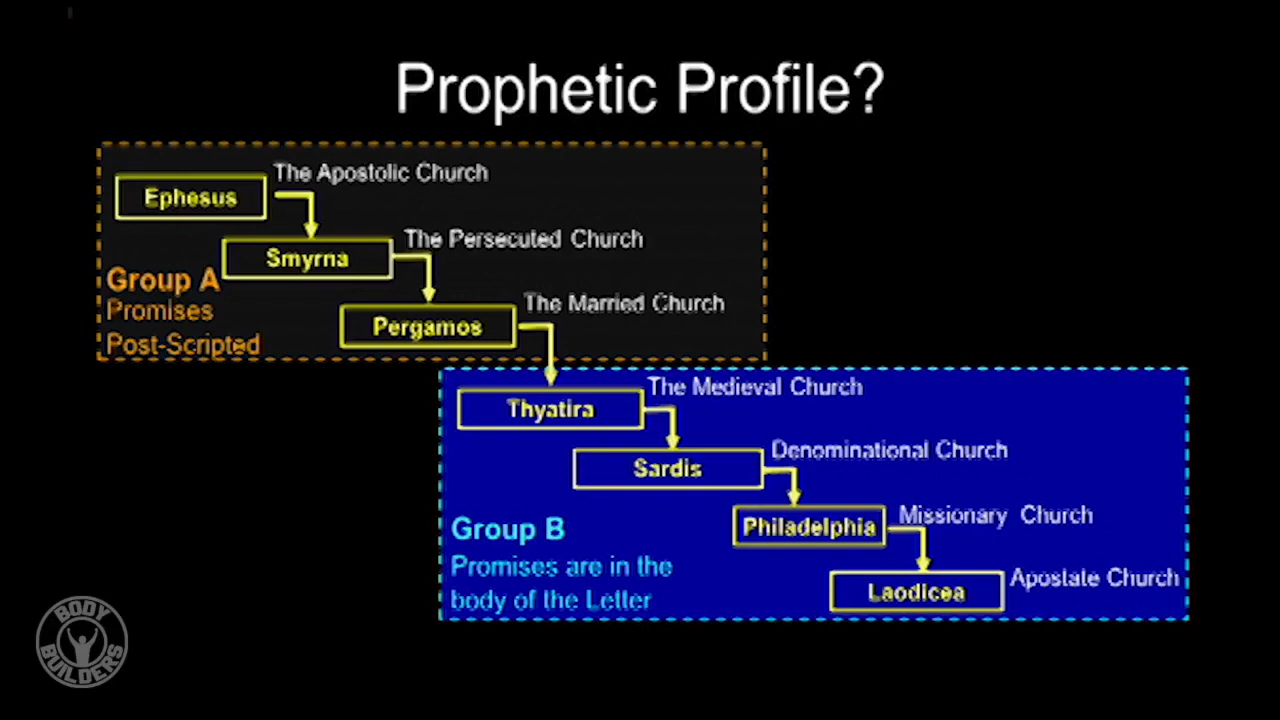 Prophetic Profile?
The Apostolic Church
Ephesus
The Persecuted Church
Smyrna
Group A
Promises
Post-Scripted
The Married Church
Pergamos
The Medieval Church
Thyatira
Denominational Church
Sardis
Missionary Church
Philadelphia
Group B
Promises are in the
body of the Letter
Apostate Church
Laodicea
BODY
BUILDERS